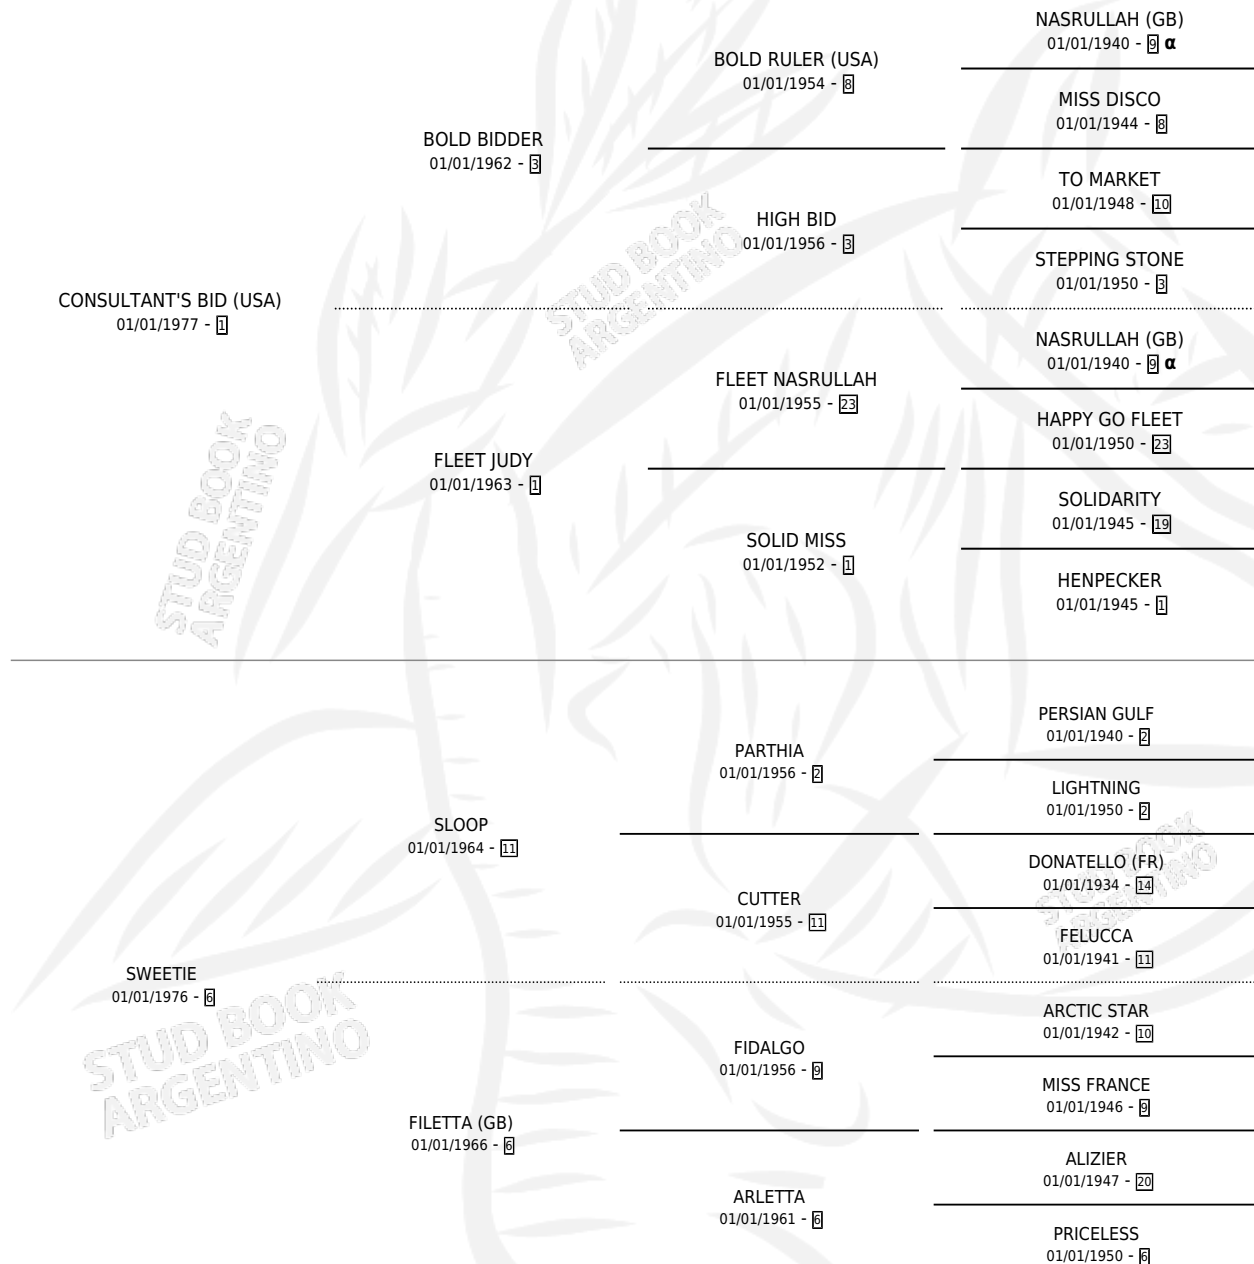 NASRULLAH (GB)
01/01/1940 - 9 α
BOLD RULER (USA)
01/01/1954 - 8
MISS DISCO
01/01/1944 - 8
BOLD BIDDER
01/01/1962 - 3
TO MARKET
01/01/1948 - 10
HIGH BID
01/01/1956 - 3
STEPPING STONE
01/01/1950 - 3
CONSULTANT'S BID (USA)
01/01/1977 - 1
NASRULLAH (GB)
01/01/1940 - 9 α
FLEET NASRULLAH
01/01/1955 - 23
HAPPY GO FLEET
01/01/1950 - 23
FLEET JUDY
01/01/1963 - 1
SOLIDARITY
01/01/1945 - 19
SOLID MISS
01/01/1952 - 1
HENPECKER
01/01/1945 - 1
PERSIAN GULF
01/01/1940 - 2
PARTHIA
01/01/1956 - 2
LIGHTNING
01/01/1950 - 2
SLOOP
01/01/1964 - 11
DONATELLO (FR)
01/01/1934 - 14
CUTTER
01/01/1955 - 11
FELUCCA
01/01/1941 - 11
SWEETIE
01/01/1976 - 6
ARCTIC STAR
01/01/1942 - 10
FIDALGO
01/01/1956 - 9
MISS FRANCE
01/01/1946 - 9
FILETTA (GB)
01/01/1966 - 6
ALIZIER
01/01/1947 - 20
ARLETTA
01/01/1961 - 6
PRICELESS
01/01/1950 - 6
STUD BOOK
ARGENTINO
STUD BOOK
ARGENTINO
STUD BOOK
ARGENTINO
STUD BOOK
ARGENTINO